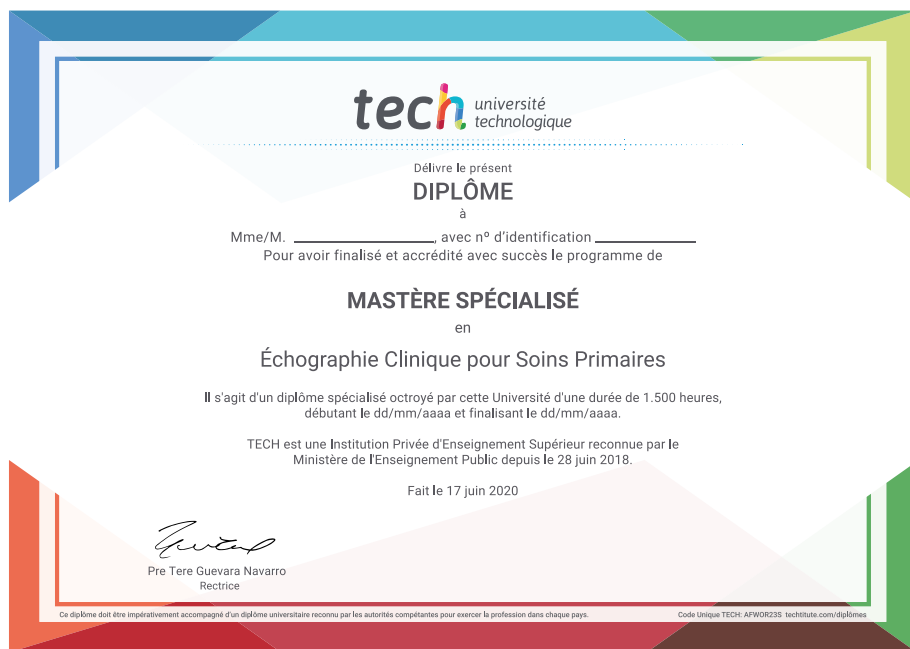 tech université
technologique
Délivre le présent
DIPLÔME
à
Mme/M. ____________, avec nº d'identification ____________
Pour avoir finalisé et accrédité avec succès le programme de
MASTÈRE SPÉCIALISÉ
en
Échographie Clinique pour Soins Primaires
Il s'agit d'un diplôme spécialisé octroyé par cette Université d'une durée de 1.500 heures,
débutant le dd/mm/aaaa et finalisant le dd/mm/aaaa.
TECH est une Institution Privée d'Enseignement Supérieur reconnue par le
Ministère de l'Enseignement Public depuis le 28 juin 2018.
Fait le 17 juin 2020
Pre Tere Guevara Navarro
Rectrice
Ce diplôme doit être impérativement accompagné d'un diplôme universitaire reconnu par les autorités compétentes pour exercer la profession dans chaque pays.
Code Unique TECH: AFWOR23S techtitute.com/diplômes